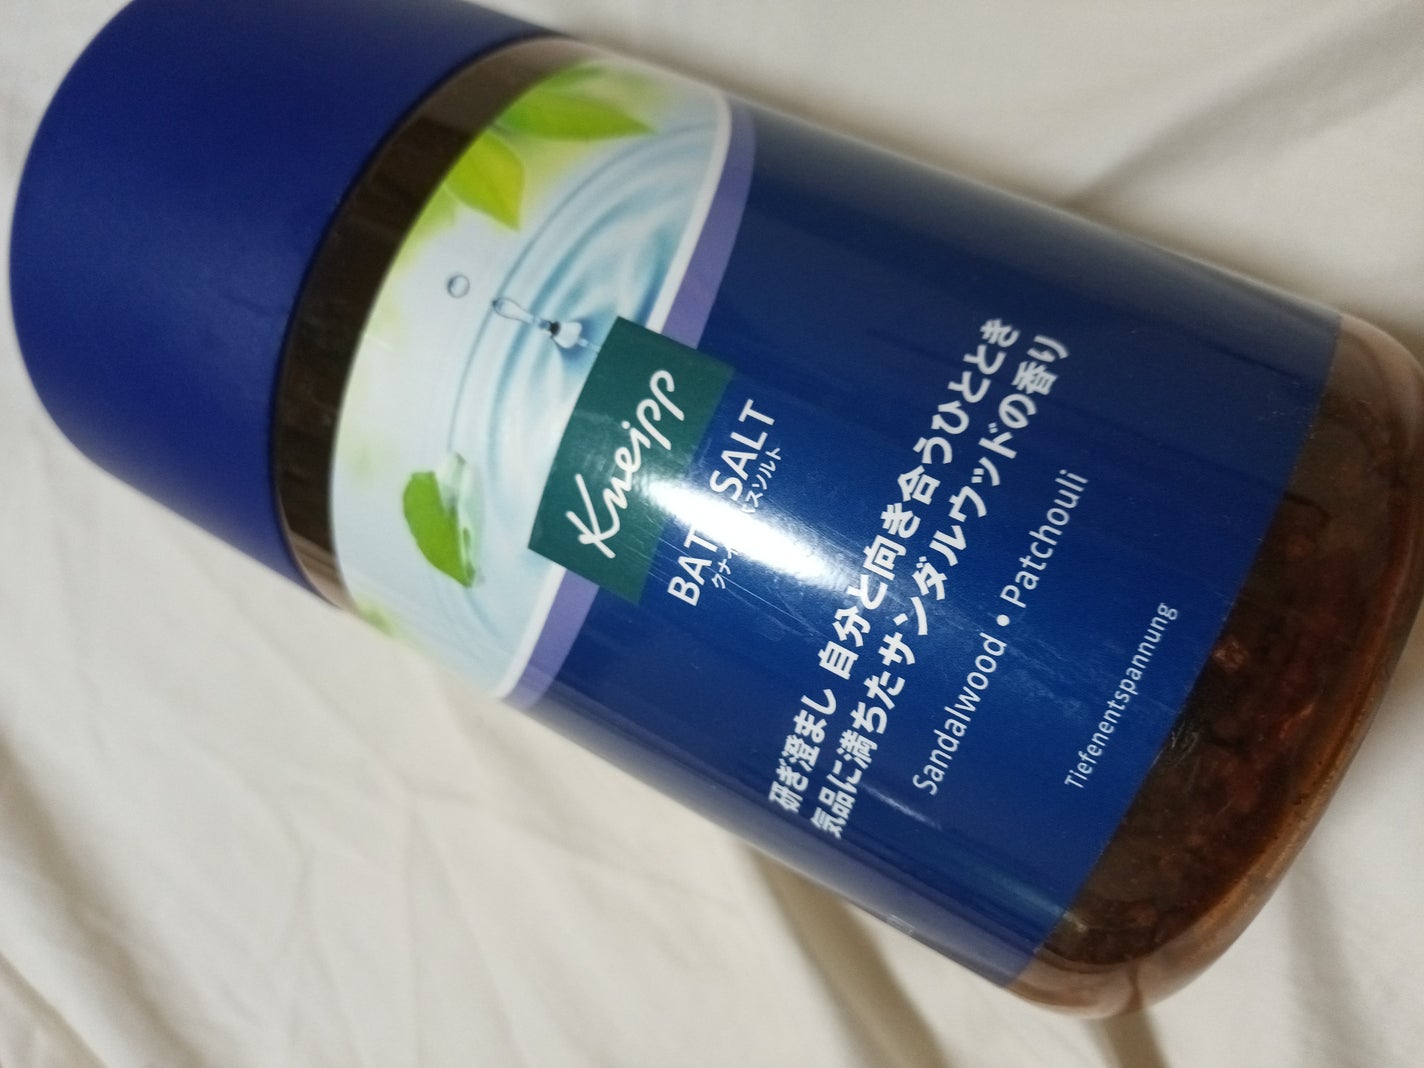 Kneipp
BATH SALT
研ぎ澄まし 自分と向き合うひととき
気品に満ちたサンダルウッドの香り
Sandalwood • Patchouli
Tiefenentspannung